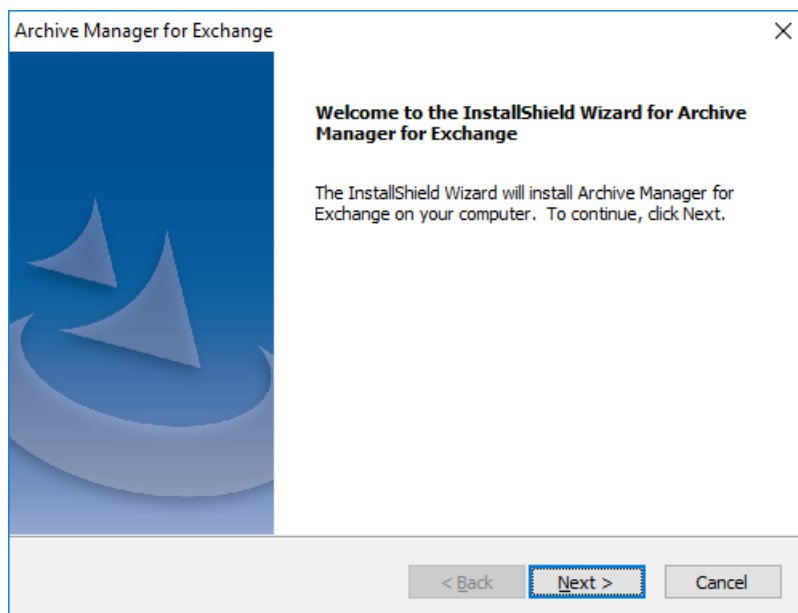 Archive Manager for Exchange
Welcome to the InstallShield Wizard for Archive
Manager for Exchange
The InstallShield Wizard will install Archive Manager for
Exchange on your computer.  To continue, click Next.
< Back
Next >
Cancel